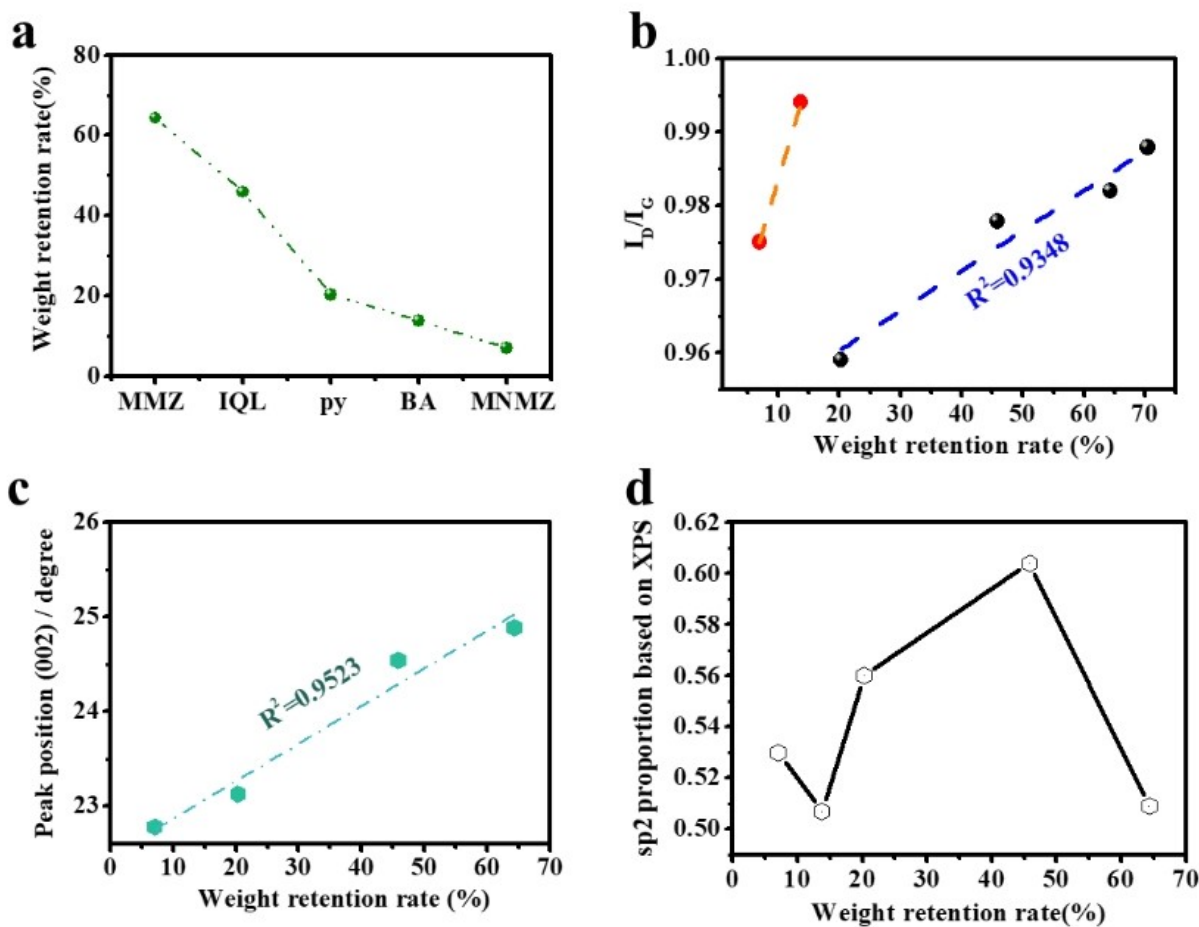 a
Weight retention rate(%)
80
60
40
20
0
MMZ IQL py BA MNMZ
b
I_D/I_G
1.00
0.99
0.98
0.97
0.96
R²=0.9348
10 20 30 40 50 60 70
Weight retention rate (%)
c
Peak position (002) / degree
26
25
24
23
R²=0.9523
0 10 20 30 40 50 60 70
Weight retention rate (%)
d
sp2 proportion based on XPS
0.62
0.60
0.58
0.56
0.54
0.52
0.50
0 10 20 30 40 50 60 70
Weight retention rate(%)